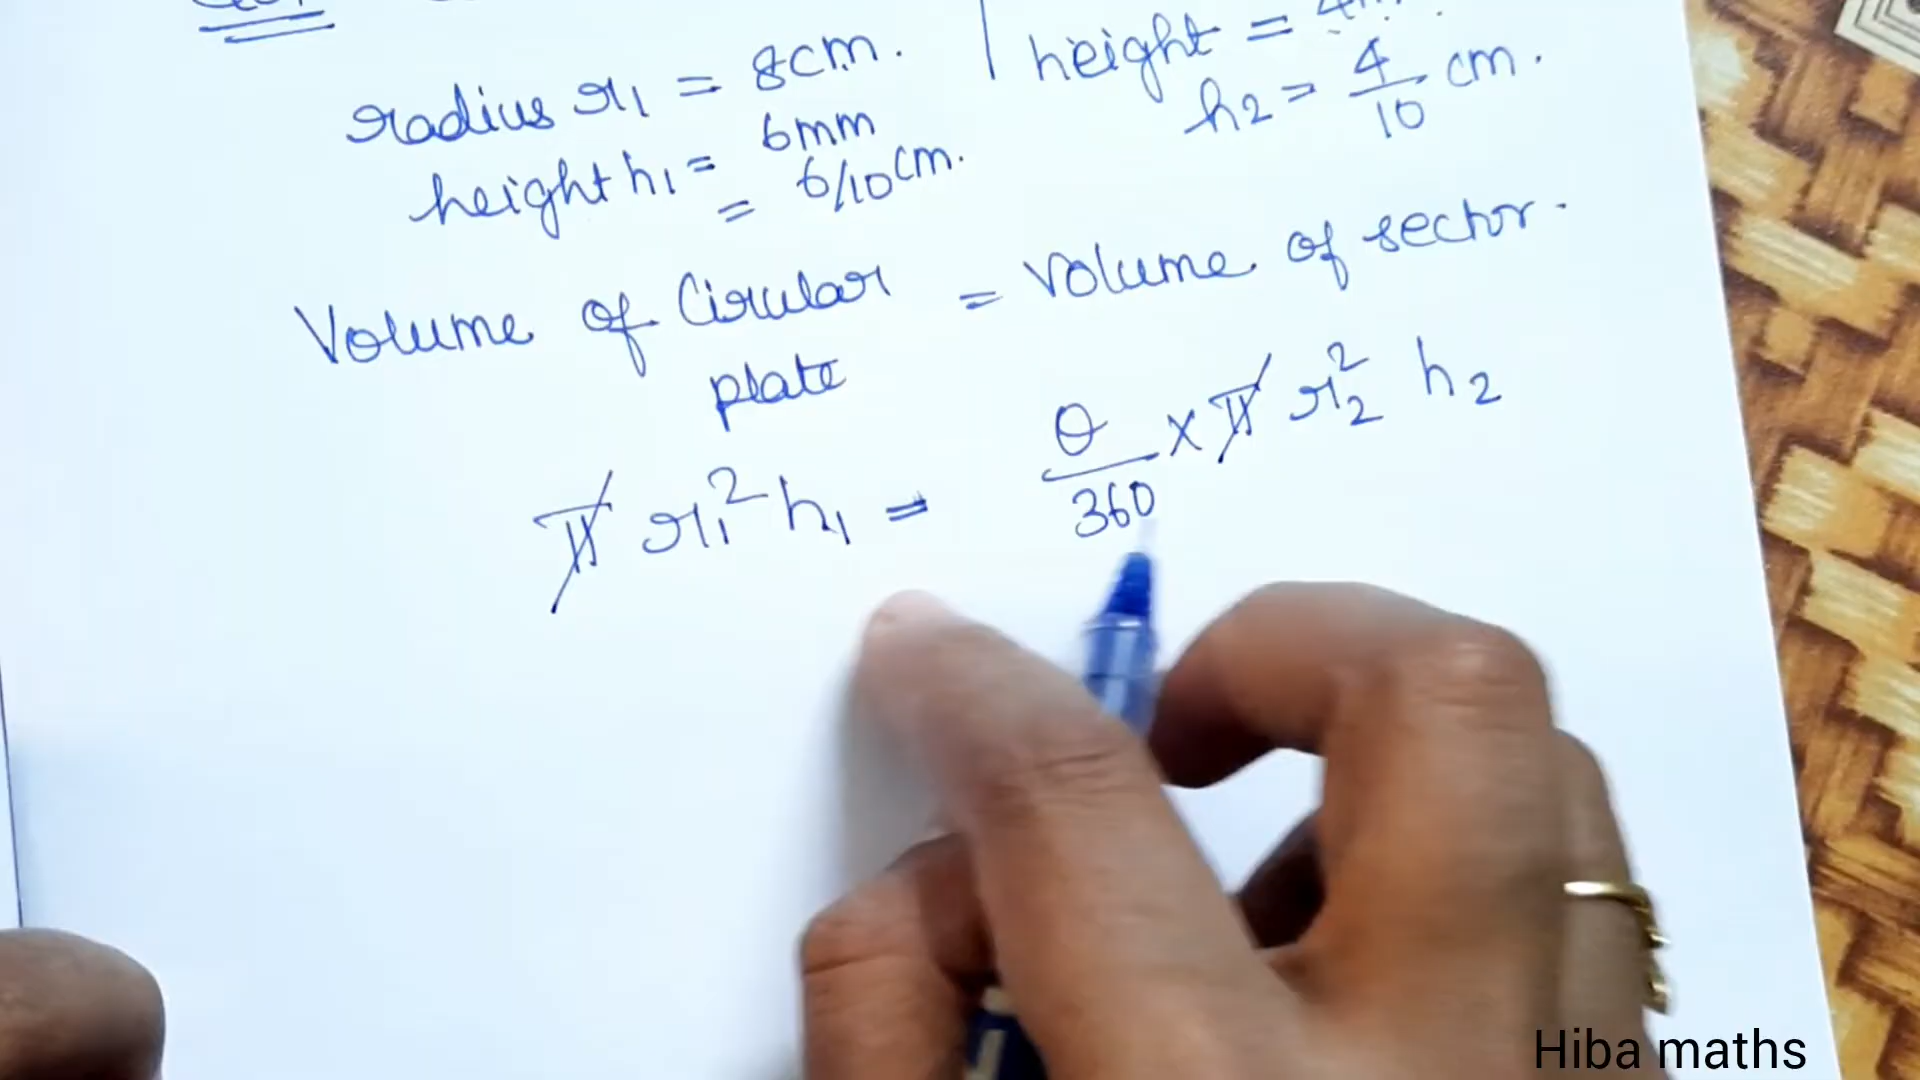 radius r1 = 8cm.
height h1 = 6mm
= 6/10 cm.
height =
h2 = 4/10 cm.
Volume of Cirular plate = Volume of sector.
π r1² h1 = θ/360 × π r2² h2
Hiba maths